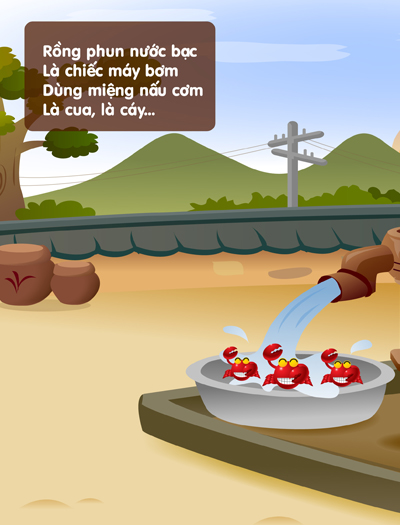 Rồng phun nước bạc
Là chiếc máy bơm
Dùng miệng nấu cơm
Là cua, là cáy...